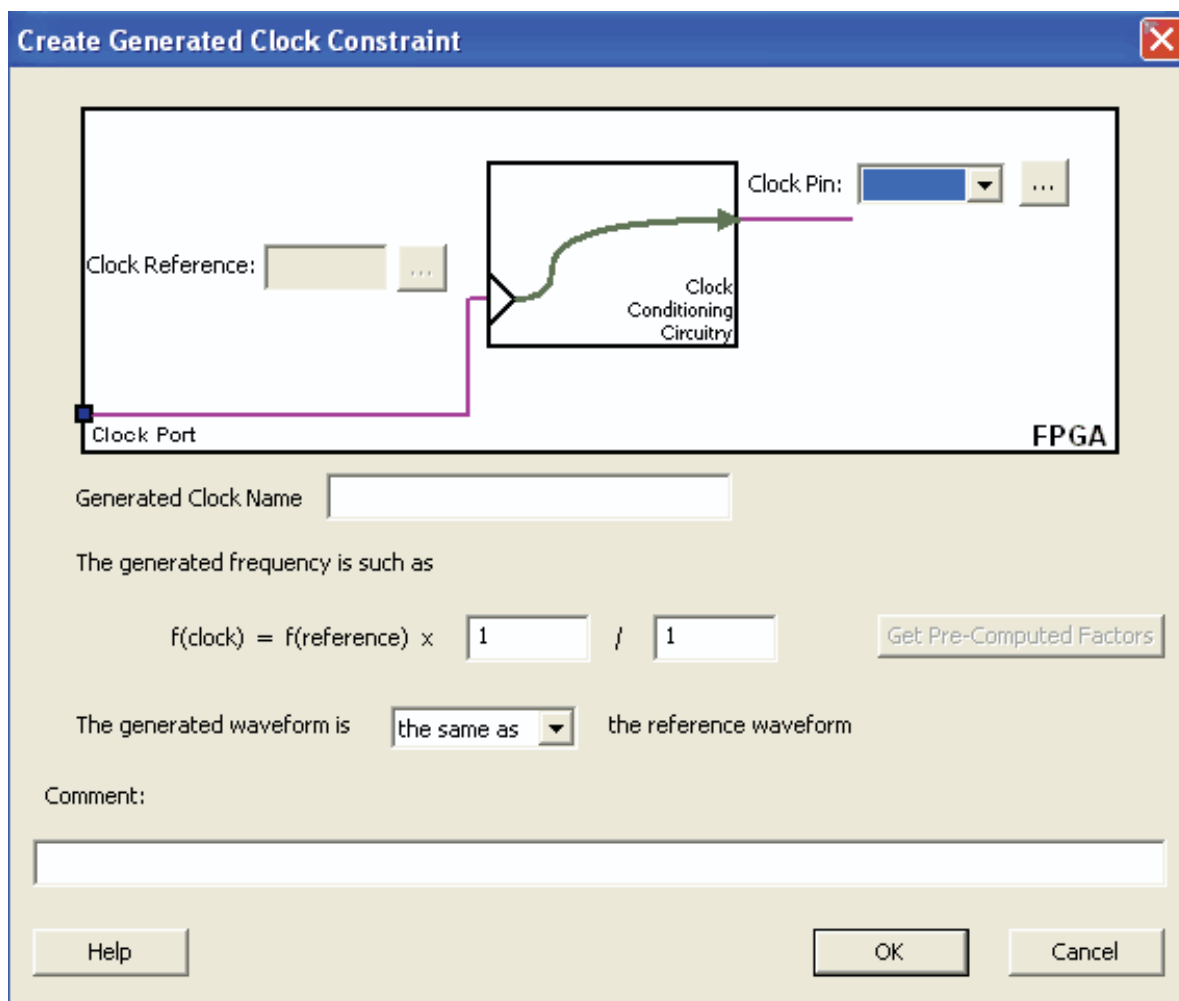 Create Generated Clock Constraint
Clock Pin:
...
Clock Reference:
...
Clock
Conditioning
Circuitry
Clock Port
FPGA
Generated Clock Name
The generated frequency is such as
f(clock) = f(reference) x 1 / 1 Get Pre-Computed Factors
The generated waveform is the same as the reference waveform
Comment:
Help OK Cancel